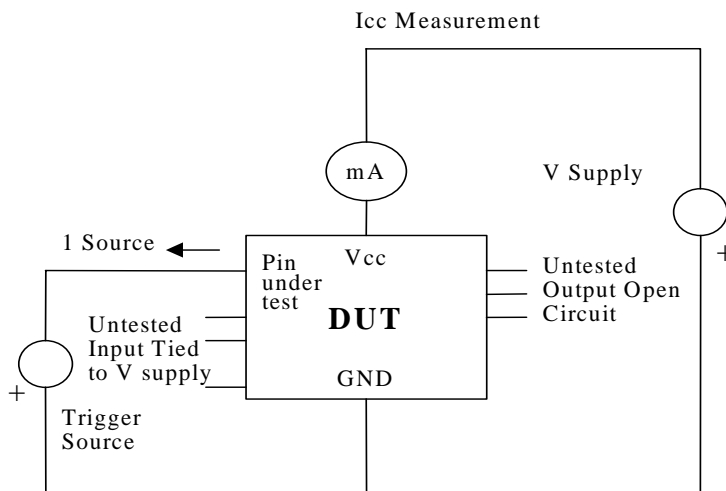 Icc Measurement
mA
V Supply
+
1 Source
Vcc
Pin
under
test
DUT
GND
Untested
Output Open
Circuit
Untested
Input Tied
to V supply
+
Trigger
Source